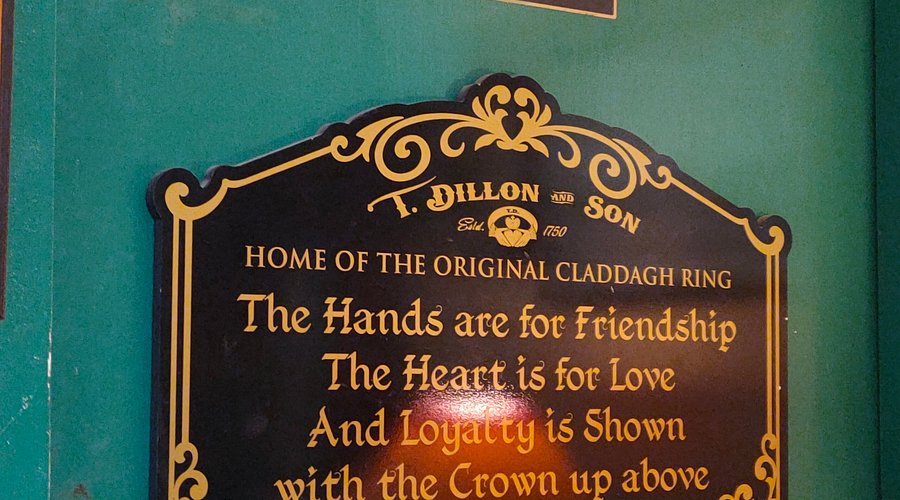 T. DILLON AND SON
Estd. T.D. 1750
HOME OF THE ORIGINAL CLADDAGH RING
The Hands are for Friendship
The Heart is for Love
And Loyalty is Shown
with the Crown up above